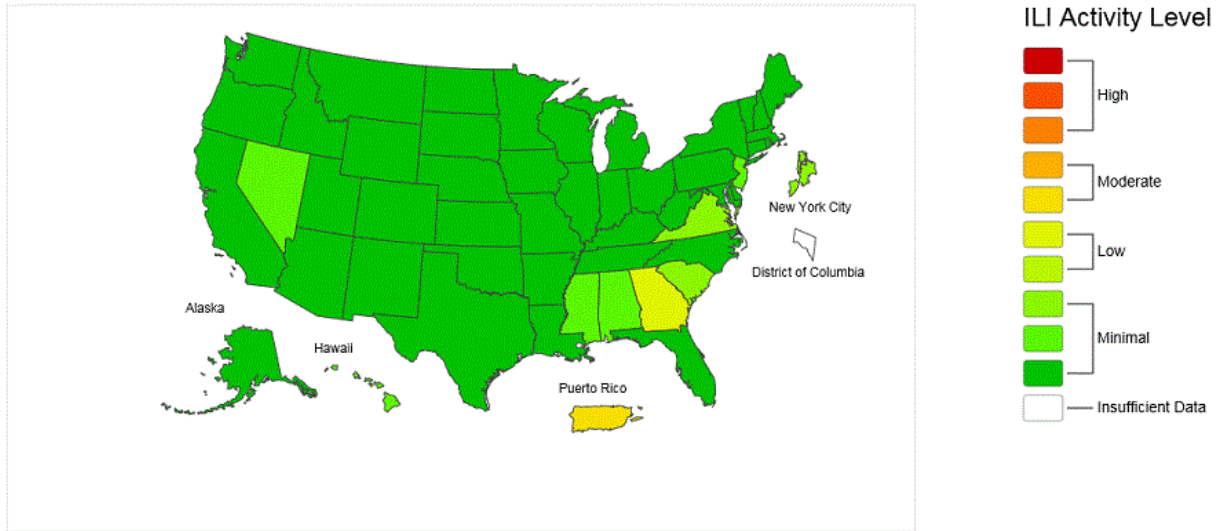 ILI Activity Level
High
Moderate
New York City
Low
District of Columbia
Alaska
Minimal
Hawaii
Puerto Rico
Insufficient Data